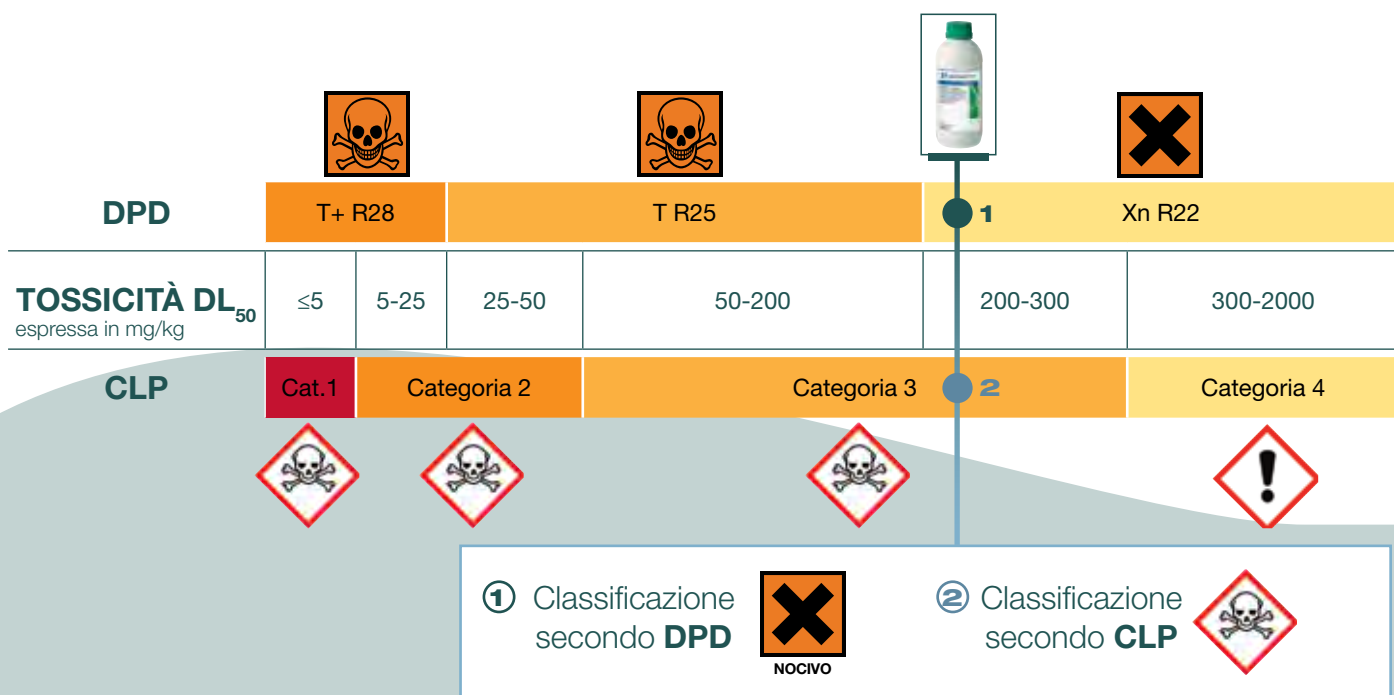 DPD
T+ R28
T R25
1
Xn R22
TOSSICITÀ DL50
espressa in mg/kg
≤5
5-25
25-50
50-200
200-300
300-2000
CLP
Cat.1
Categoria 2
Categoria 3
2
Categoria 4
1 Classificazione
secondo DPD
NOCIVO
2 Classificazione
secondo CLP